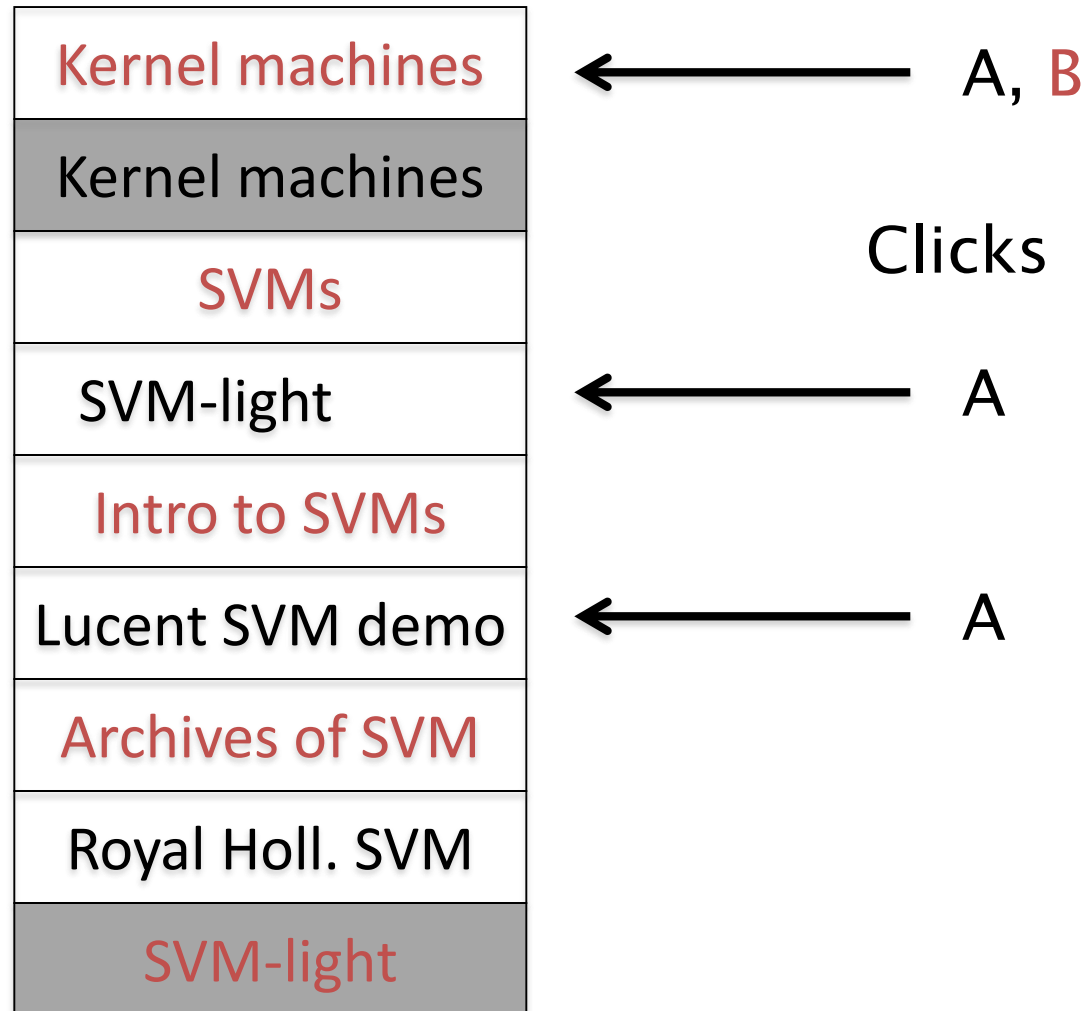 Kernel machines
A, B
Kernel machines
Clicks
SVMs
SVM-light
A
Intro to SVMs
Lucent SVM demo
A
Archives of SVM
Royal Holl. SVM
SVM-light